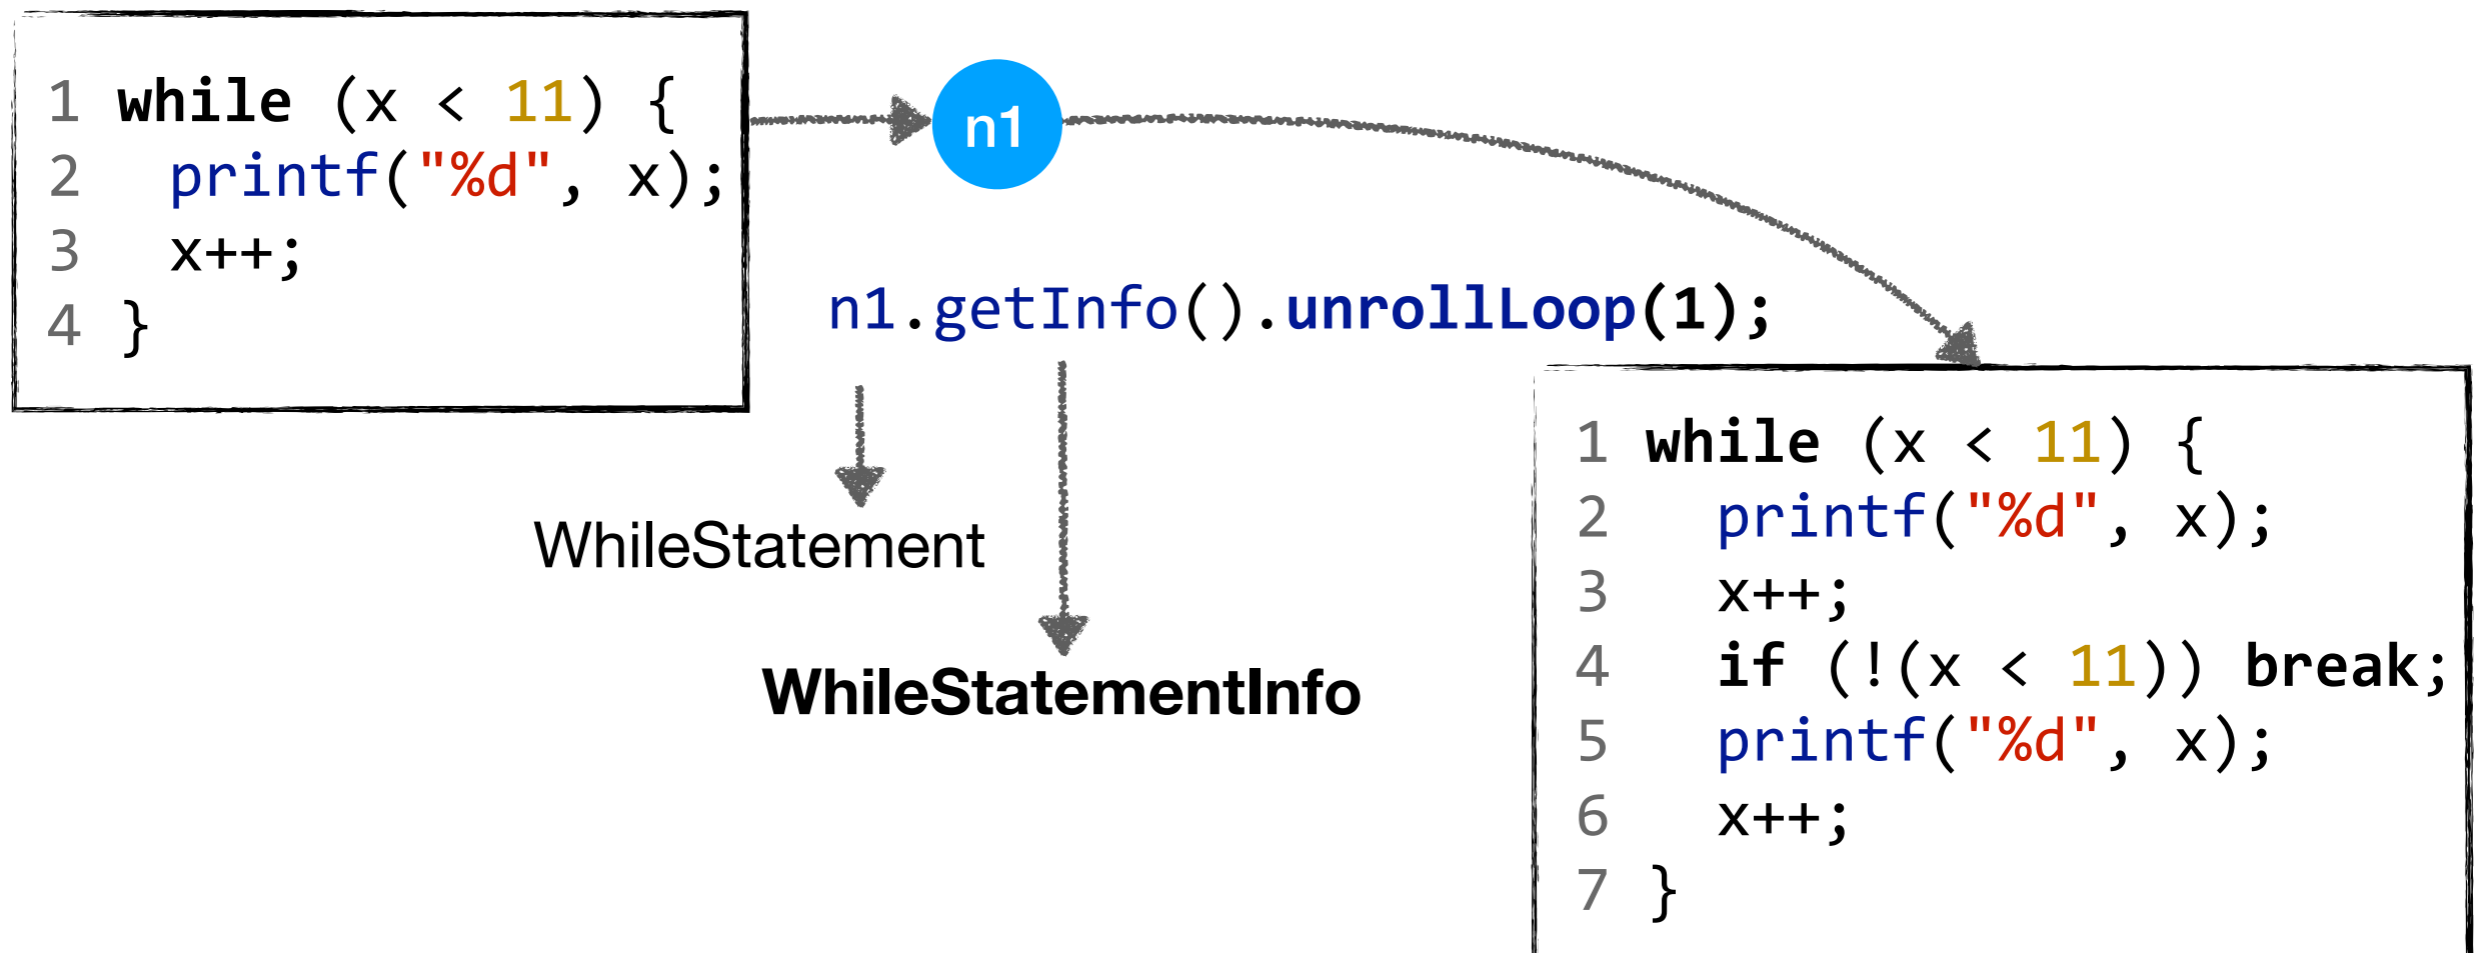 1 while (x < 11) {
2   printf("%d", x);
3   x++;
4 }
n1
n1.getInfo().unrollLoop(1);
WhileStatement
WhileStatementInfo
1 while (x < 11) {
2   printf("%d", x);
3   x++;
4   if (!(x < 11)) break;
5   printf("%d", x);
6   x++;
7 }